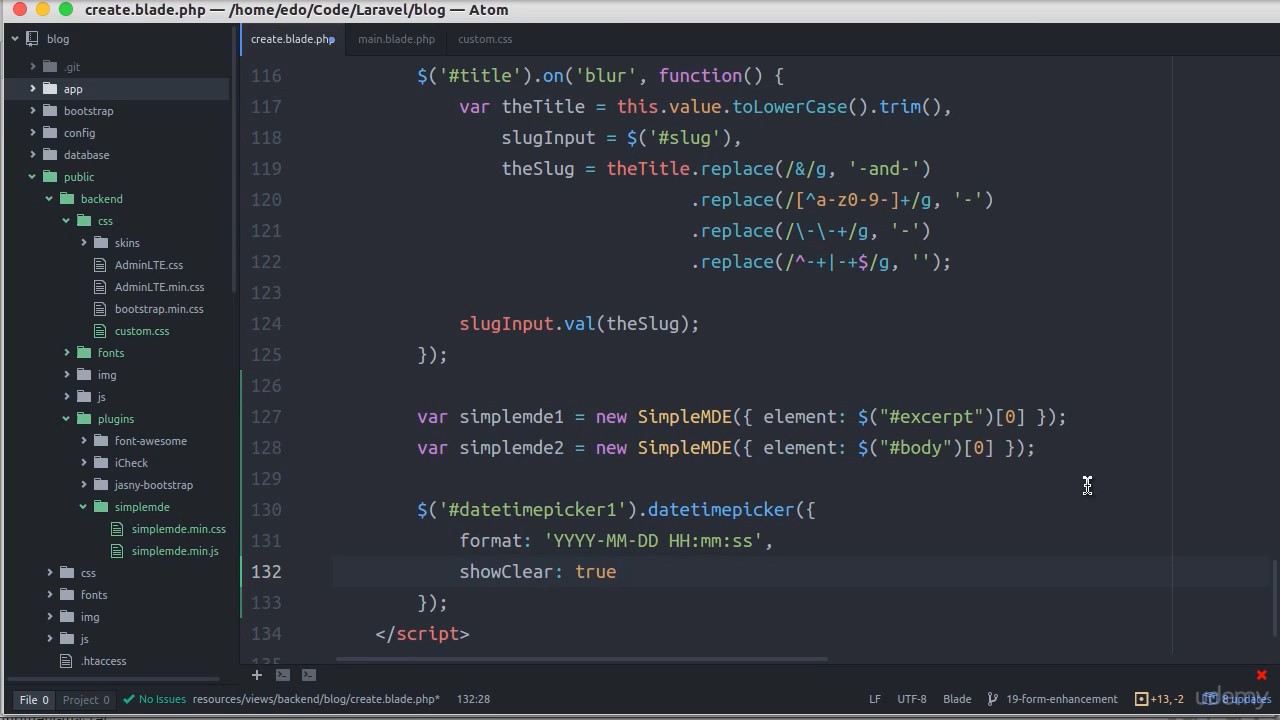 create.blade.php — /home/edo/Code/Laravel/blog — Atom
blog
.git
app
bootstrap
config
database
public
backend
css
skins
AdminLTE.css
AdminLTE.min.css
bootstrap.min.css
custom.css
fonts
img
js
plugins
font-awesome
iCheck
jasny-bootstrap
simplemde
simplemde.min.css
simplemde.min.js
css
fonts
img
js
.htaccess
create.blade.php main.blade.php custom.css
116 $('#title').on('blur', function() {
117 var theTitle = this.value.toLowerCase().trim(),
118 slugInput = $('#slug'),
119 theSlug = theTitle.replace(/&/g, '-and-')
120 .replace(/[^a-z0-9-]+/g, '-')
121 .replace(/\-\-+/g, '-')
122 .replace(/^-+|-+$/g, '');
123
124 slugInput.val(theSlug);
125 });
126
127 var simplemde1 = new SimpleMDE({ element: $("#excerpt")[0] });
128 var simplemde2 = new SimpleMDE({ element: $("#body")[0] });
129
130 $('#datetimepicker1').datetimepicker({
131 format: 'YYYY-MM-DD HH:mm:ss',
132 showClear: true
133 });
134 </script>
135
File 0 Project 0 No Issues resources/views/backend/blog/create.blade.php* 132:28 LF UTF-8 Blade 19-form-enhancement +13, -2 8 updates
udemy